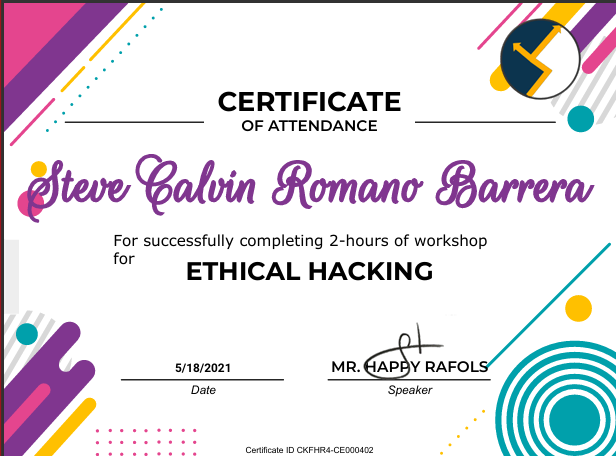 CERTIFICATE
OF ATTENDANCE
Steve Calvin Romano Barrera
For successfully completing 2-hours of workshop
for
ETHICAL HACKING
5/18/2021
MR. HAPPY RAFOLS
Date
Speaker
Certificate ID CKFHR4-CE000402